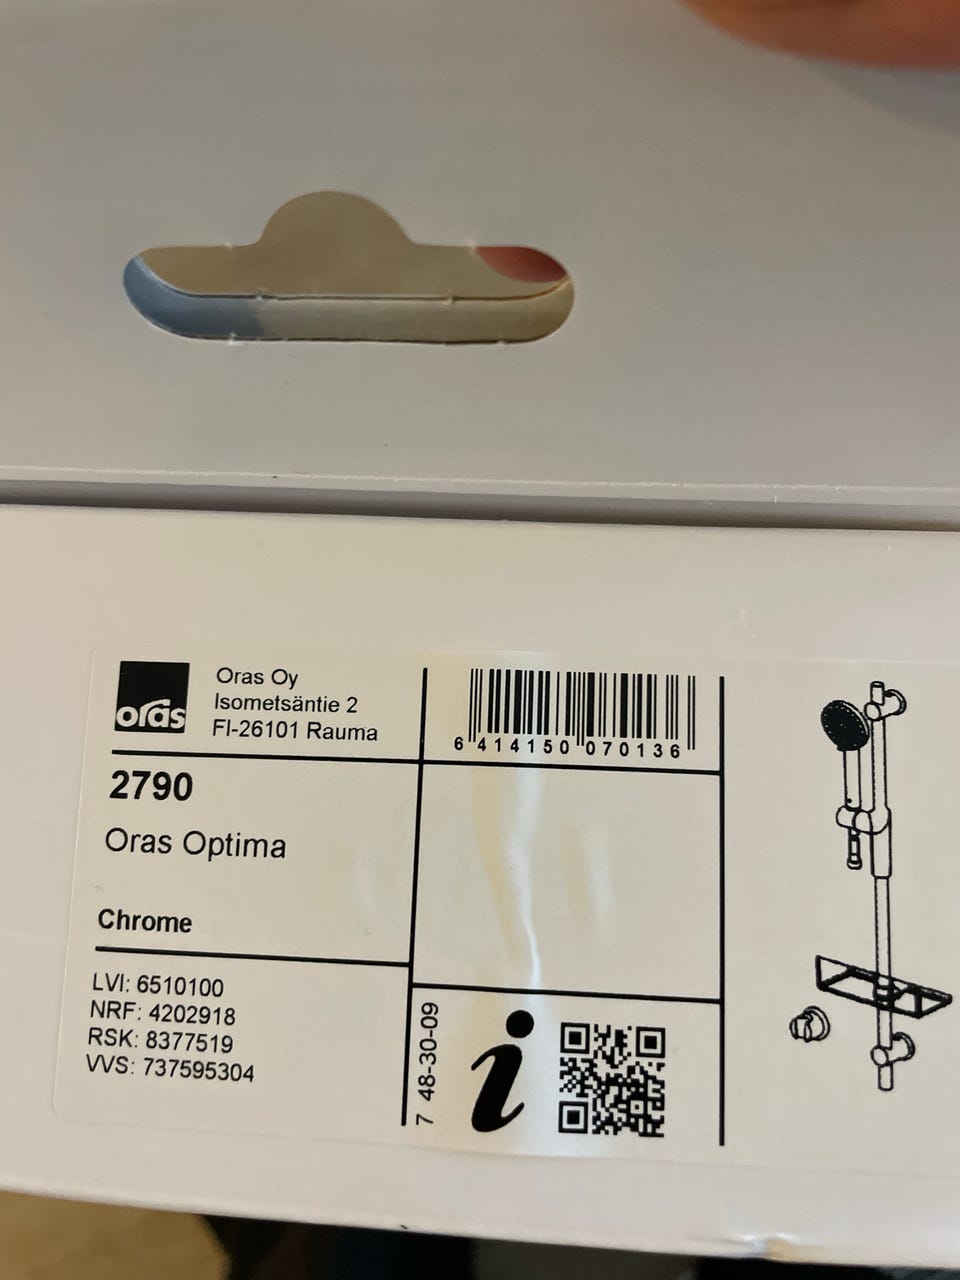 oras
Oras Oy
Isometsäntie 2
FI-26101 Rauma
6 414150 070136
2790
Oras Optima
Chrome
LVI: 6510100
NRF: 4202918
RSK: 8377519
VVS: 737595304
7 48-30-09
i